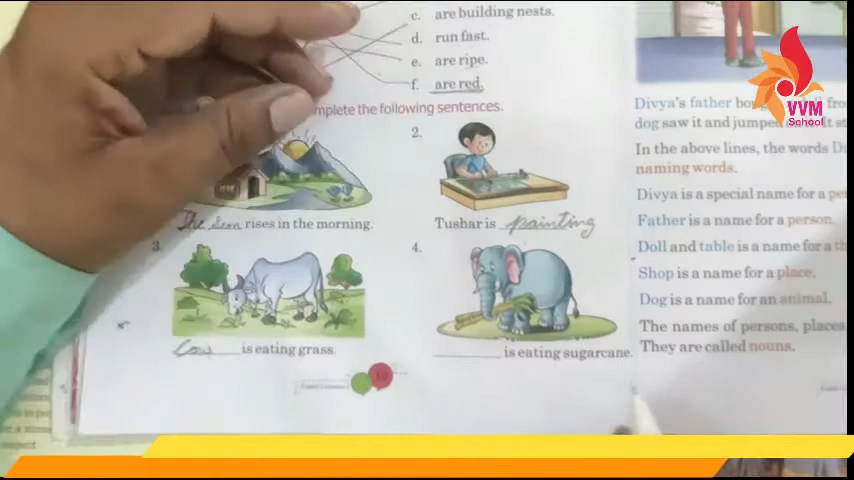 c. are building nests.
d. run fast.
e. are ripe.
f. are red.
mplete the following sentences.
2.
The Sun rises in the morning.
Tushar is painting
3.
4.
Cow is eating grass.
is eating sugarcane.
Divya's father
dog saw it and jumped
In the above lines, the words
naming words.
Divya is a special name for a
Father is a name for a person.
Doll and table is a name for a
Shop is a name for a place.
Dog is a name for an animal.
The names of persons, places
They are called nouns.
VVM
School